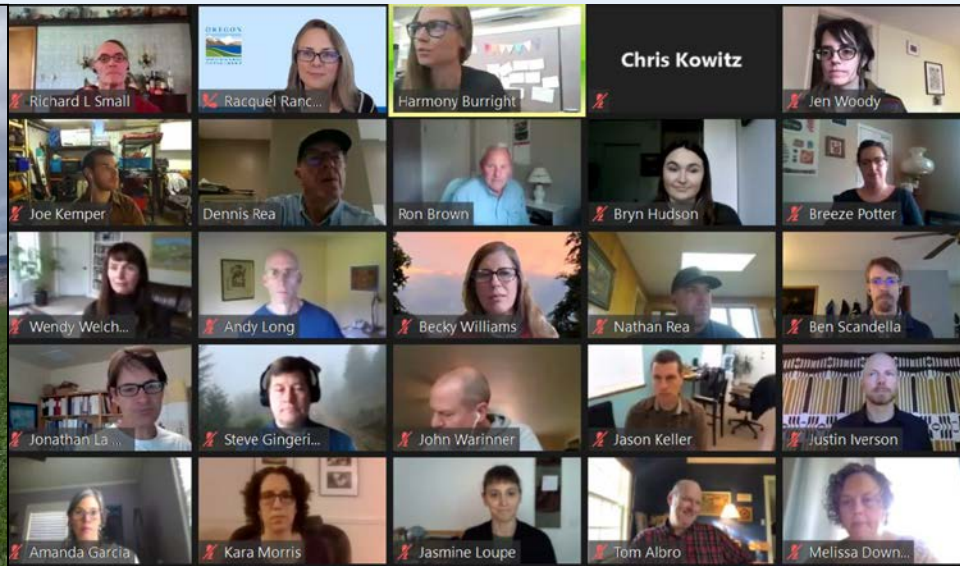 Richard L Small
OREGON
Racquel Ranc...
Harmony Burright
Chris Kowitz
Jen Woody
Joe Kemper
Dennis Rea
Ron Brown
Bryn Hudson
Breeze Potter
Wendy Welch...
Andy Long
Becky Williams
Nathan Rea
Ben Scandella
Jonathan La ...
Steve Gingeri...
John Warinner
Jason Keller
Justin Iverson
Amanda Garcia
Kara Morris
Jasmine Loupe
Tom Albro
Melissa Down...